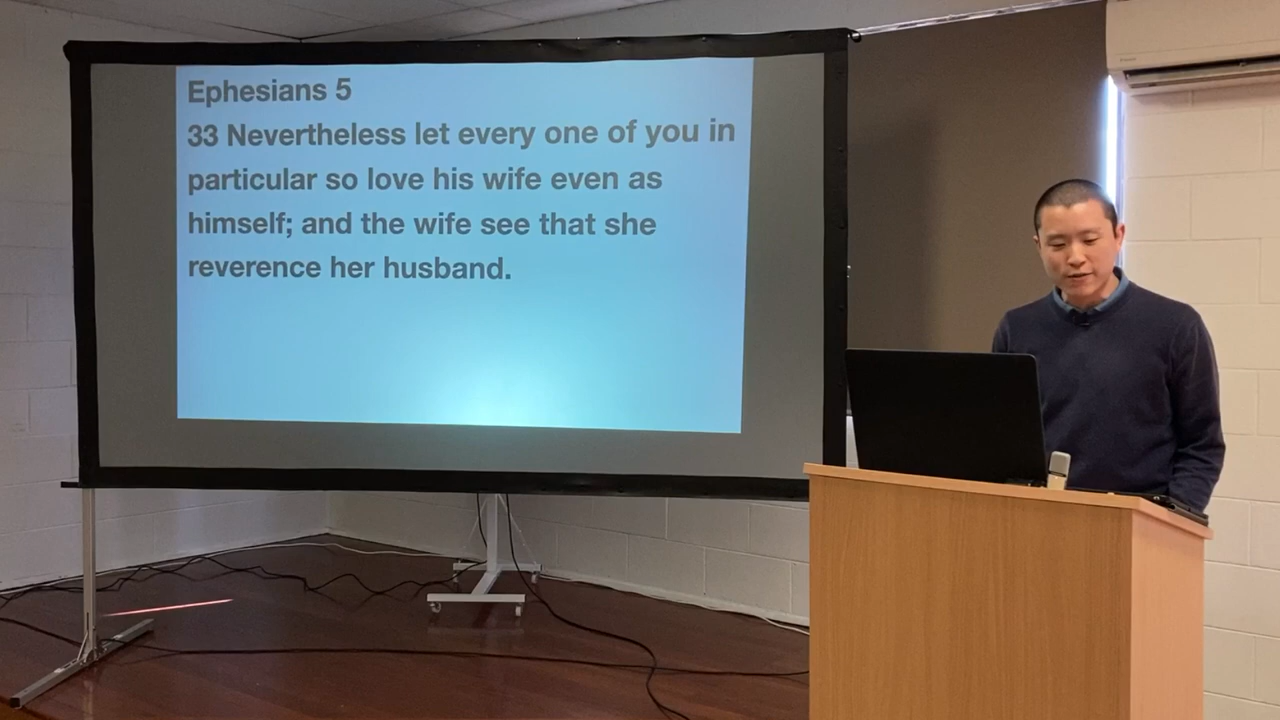 Ephesians 5
33 Nevertheless let every one of you in
particular so love his wife even as
himself; and the wife see that she
reverence her husband.